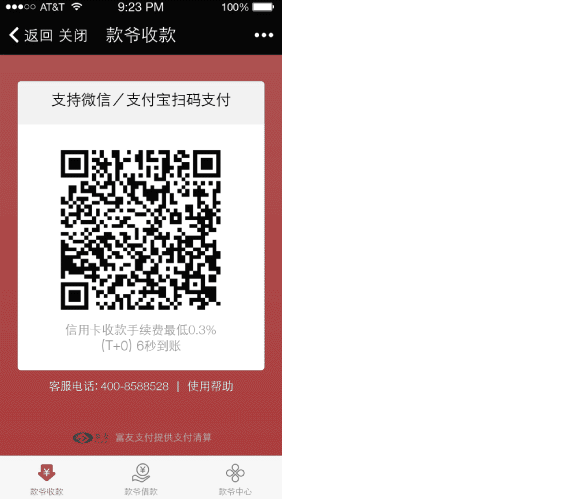 AT&T 9:23 PM 100%
返回 关闭 款爷收款
支持微信／支付宝扫码支付
信用卡收款手续费最低0.3%
(T+0) 6秒到账
客服电话: 400-8588528 | 使用帮助
富友支付提供支付清算
款爷收款 款爷借款 款爷中心